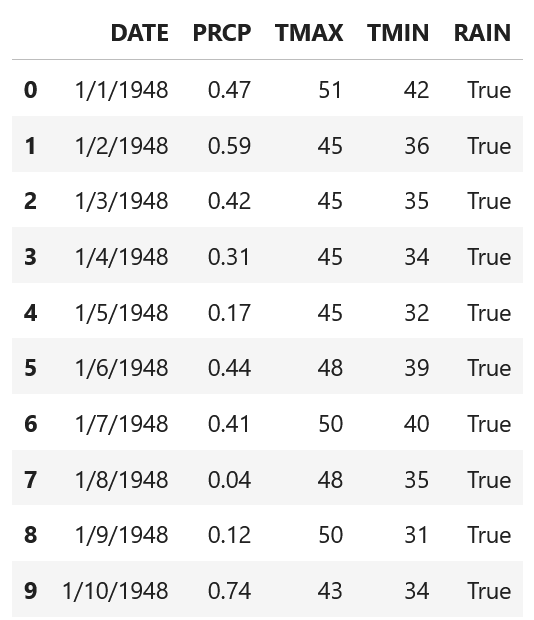 DATE PRCP TMAX TMIN RAIN
0 1/1/1948 0.47 51 42 True
1 1/2/1948 0.59 45 36 True
2 1/3/1948 0.42 45 35 True
3 1/4/1948 0.31 45 34 True
4 1/5/1948 0.17 45 32 True
5 1/6/1948 0.44 48 39 True
6 1/7/1948 0.41 50 40 True
7 1/8/1948 0.04 48 35 True
8 1/9/1948 0.12 50 31 True
9 1/10/1948 0.74 43 34 True